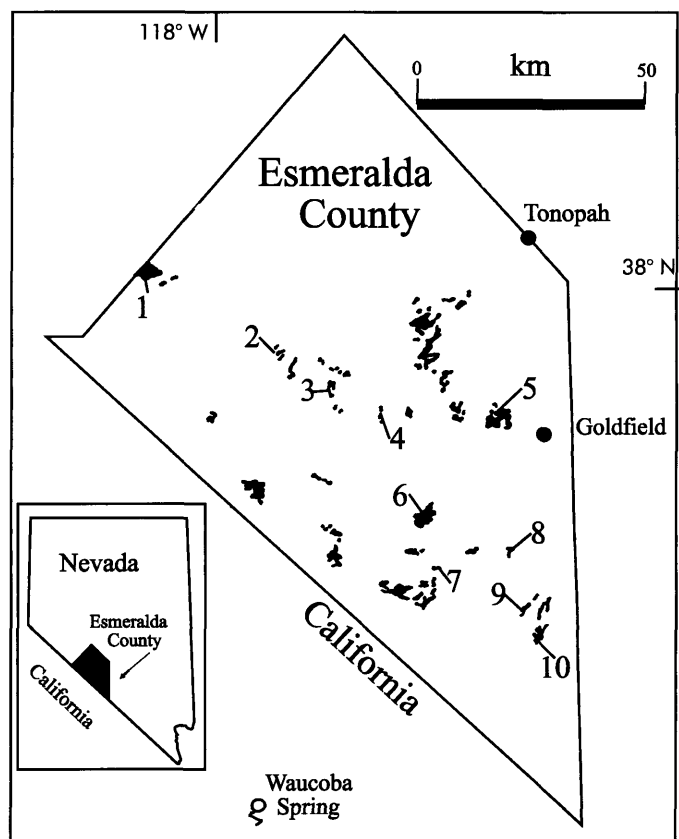 118° W
0
km
50
Esmeralda
County
Tonopah
38° N
1
2
3
4
5
Goldfield
6
7
8
9
10
California
Nevada
Esmeralda
County
California
Waucoba
Spring